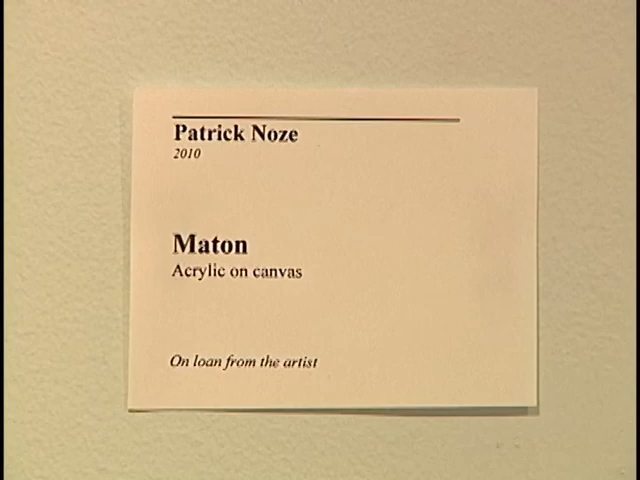 Patrick Noze
2010
Maton
Acrylic on canvas
On loan from the artist